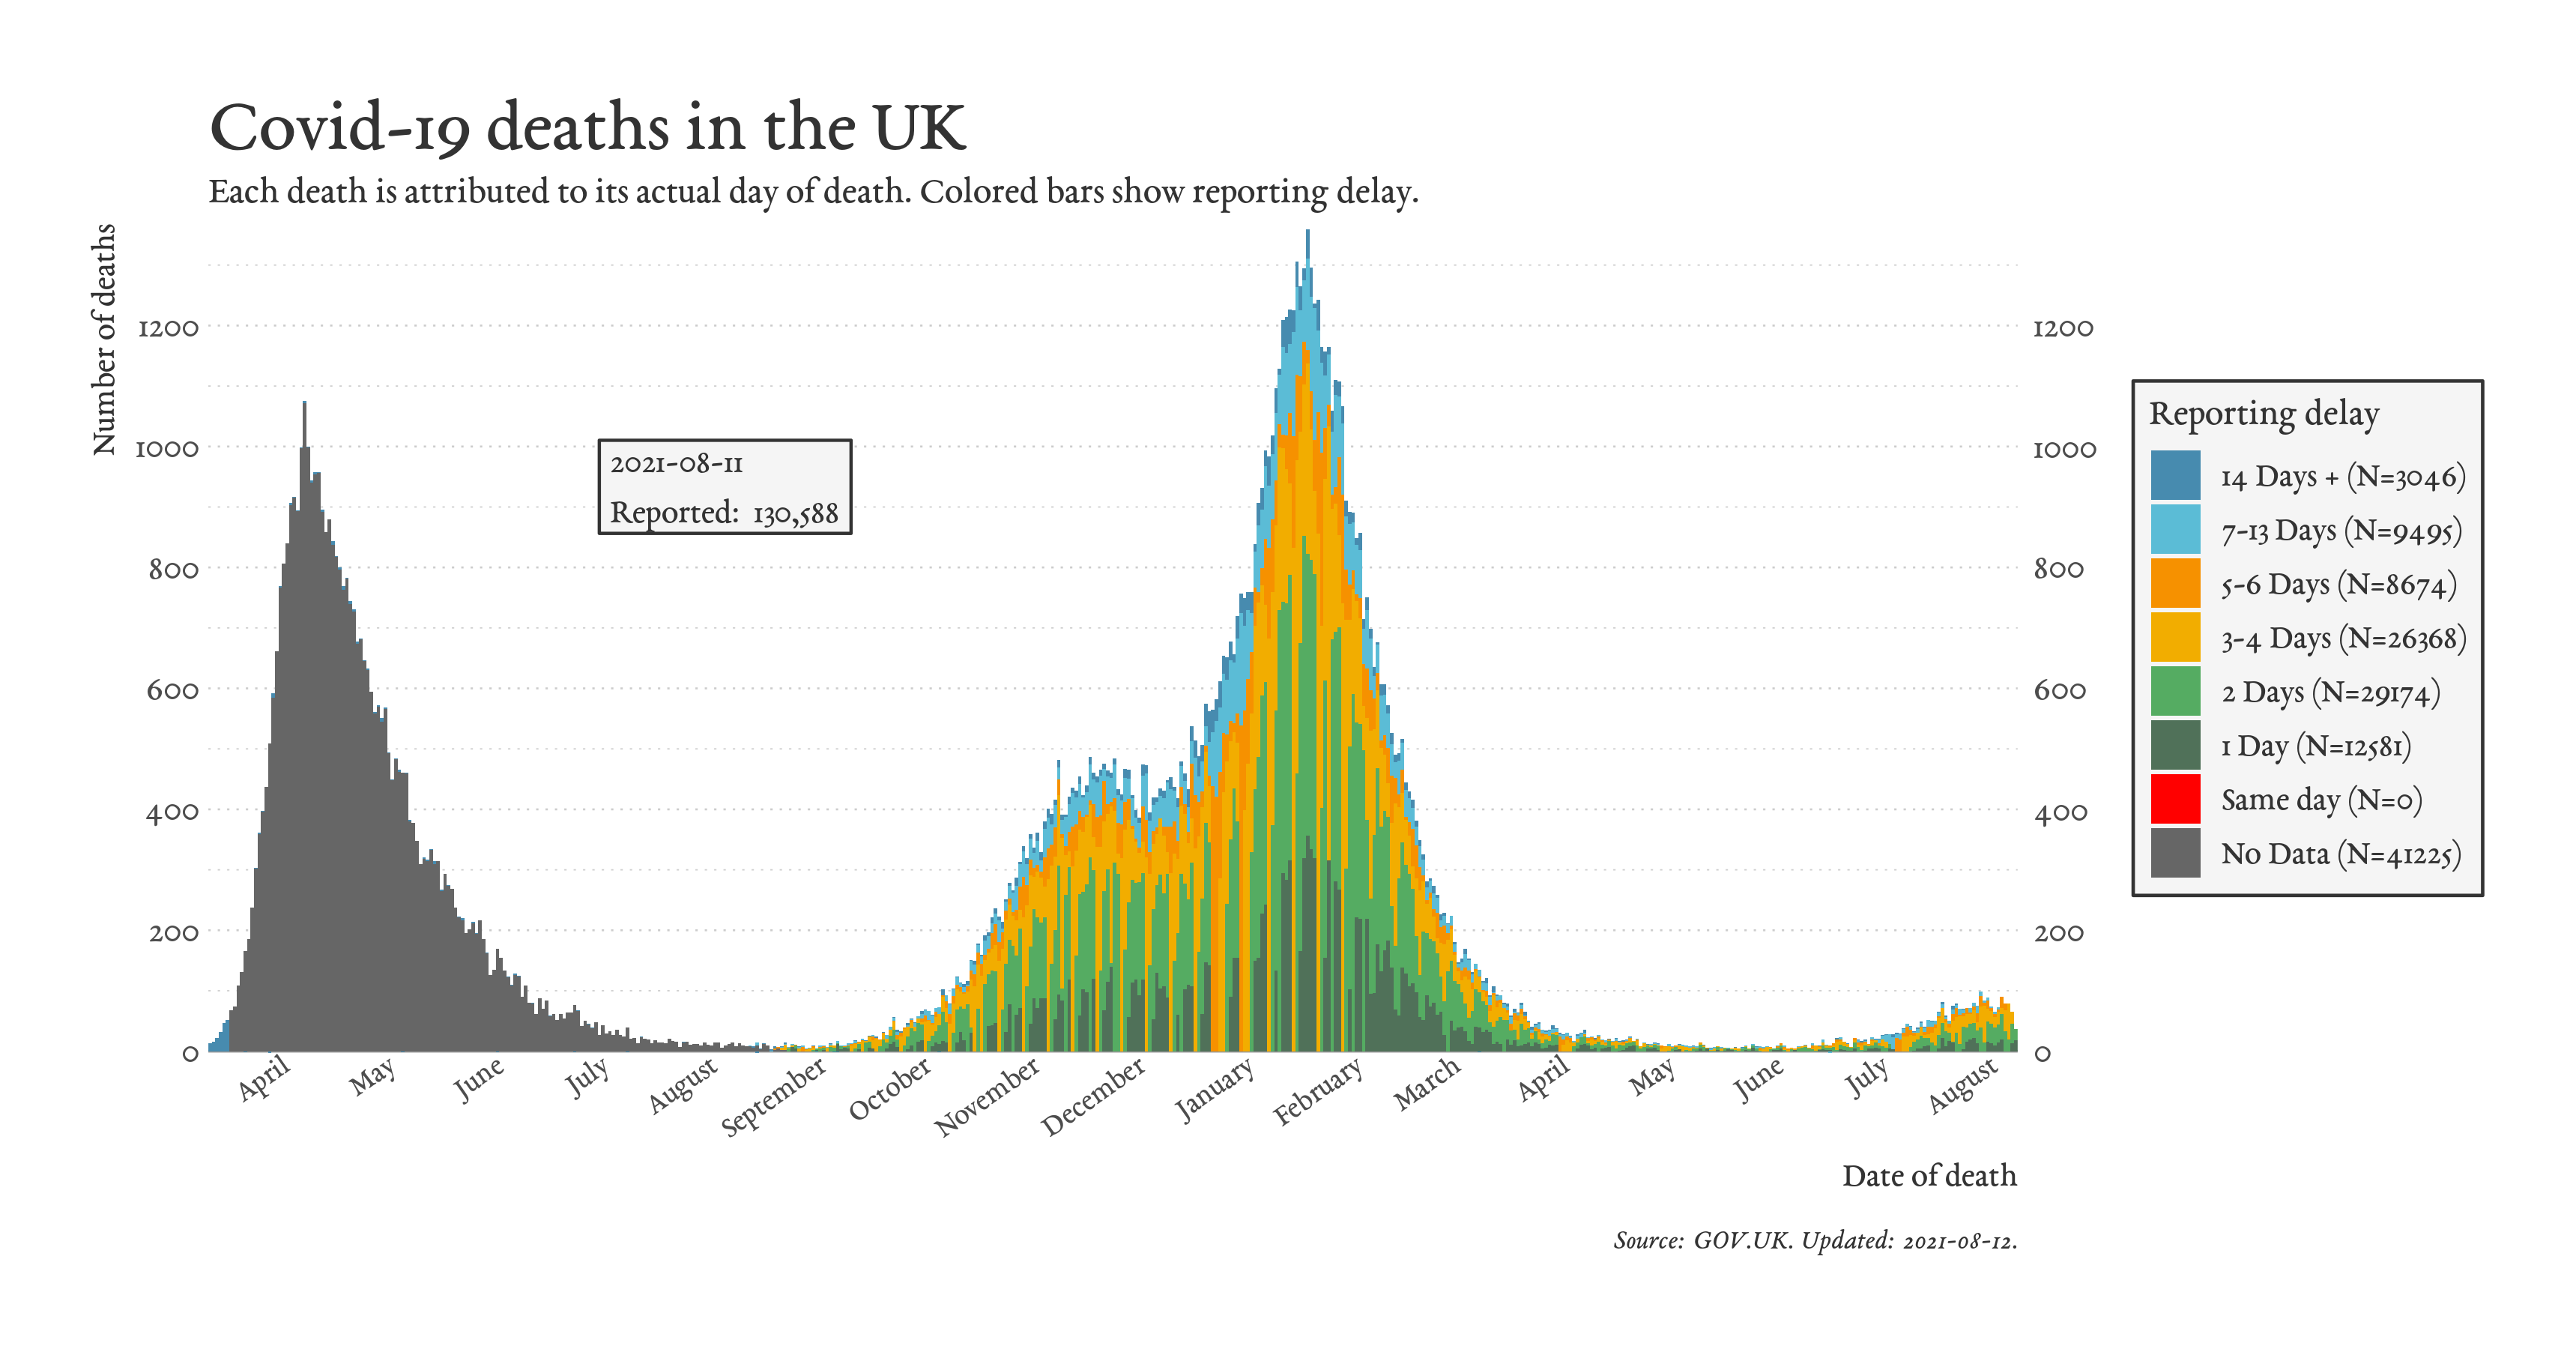 Covid-19 deaths in the UK
Each death is attributed to its actual day of death. Colored bars show reporting delay.
Number of deaths
1200
1000
800
600
400
200
0
2021-08-11
Reported: 130,588
1200
1000
800
600
400
200
0
April
May
June
July
August
September
October
November
December
January
February
March
April
May
June
July
August
Date of death
Reporting delay
14 Days + (N=3046)
7-13 Days (N=9495)
5-6 Days (N=8674)
3-4 Days (N=26368)
2 Days (N=29174)
1 Day (N=12581)
Same day (N=0)
No Data (N=41225)
Source: GOV.UK. Updated: 2021-08-12.